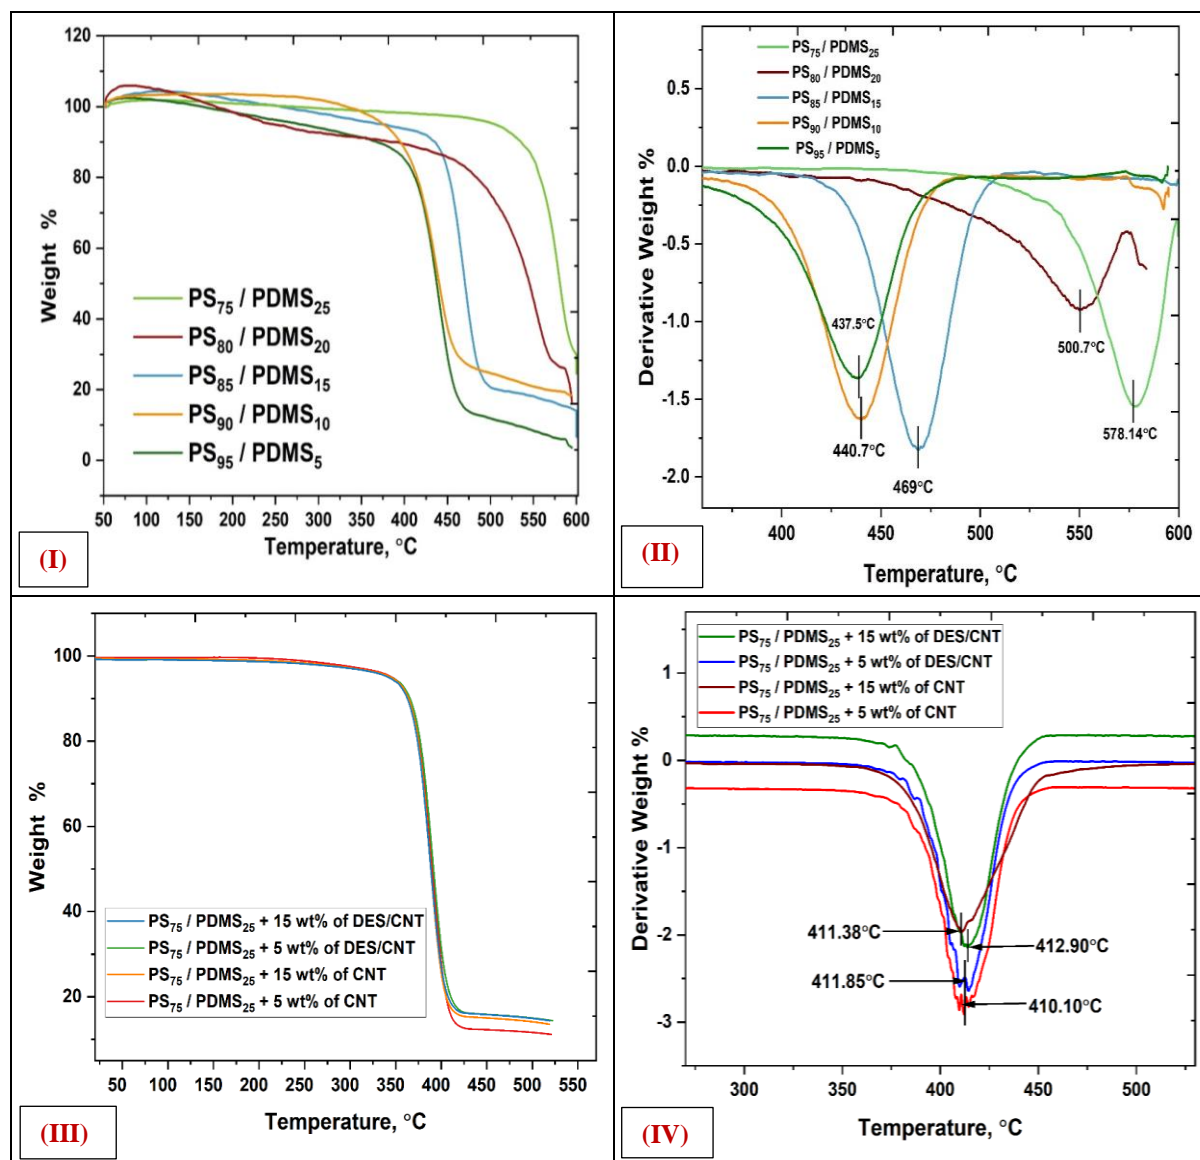 120
100
80
60
40
20
0
Weight %
PS75 / PDMS25
PS80 / PDMS20
PS85 / PDMS15
PS90 / PDMS10
PS95 / PDMS5
50 100 150 200 250 300 350 400 450 500 550 600
Temperature, °C
(I)
0.5
0.0
-0.5
-1.0
-1.5
-2.0
Derivative Weight %
PS75 / PDMS25
PS80 / PDMS20
PS85 / PDMS15
PS90 / PDMS10
PS95 / PDMS5
437.5°C
500.7°C
578.14°C
440.7°C
469°C
400 450 500 550 600
Temperature, °C
(II)
100
80
60
40
20
Weight %
PS75 / PDMS25 + 15 wt% of DES/CNT
PS75 / PDMS25 + 5 wt% of DES/CNT
PS75 / PDMS25 + 15 wt% of CNT
PS75 / PDMS25 + 5 wt% of CNT
50 100 150 200 250 300 350 400 450 500 550
Temperature, °C
(III)
1
0
-1
-2
-3
Derivative Weight %
PS75 / PDMS25 + 15 wt% of DES/CNT
PS75 / PDMS25 + 5 wt% of DES/CNT
PS75 / PDMS25 + 15 wt% of CNT
PS75 / PDMS25 + 5 wt% of CNT
411.38°C
412.90°C
411.85°C
410.10°C
300 350 400 450 500
Temperature, °C
(IV)